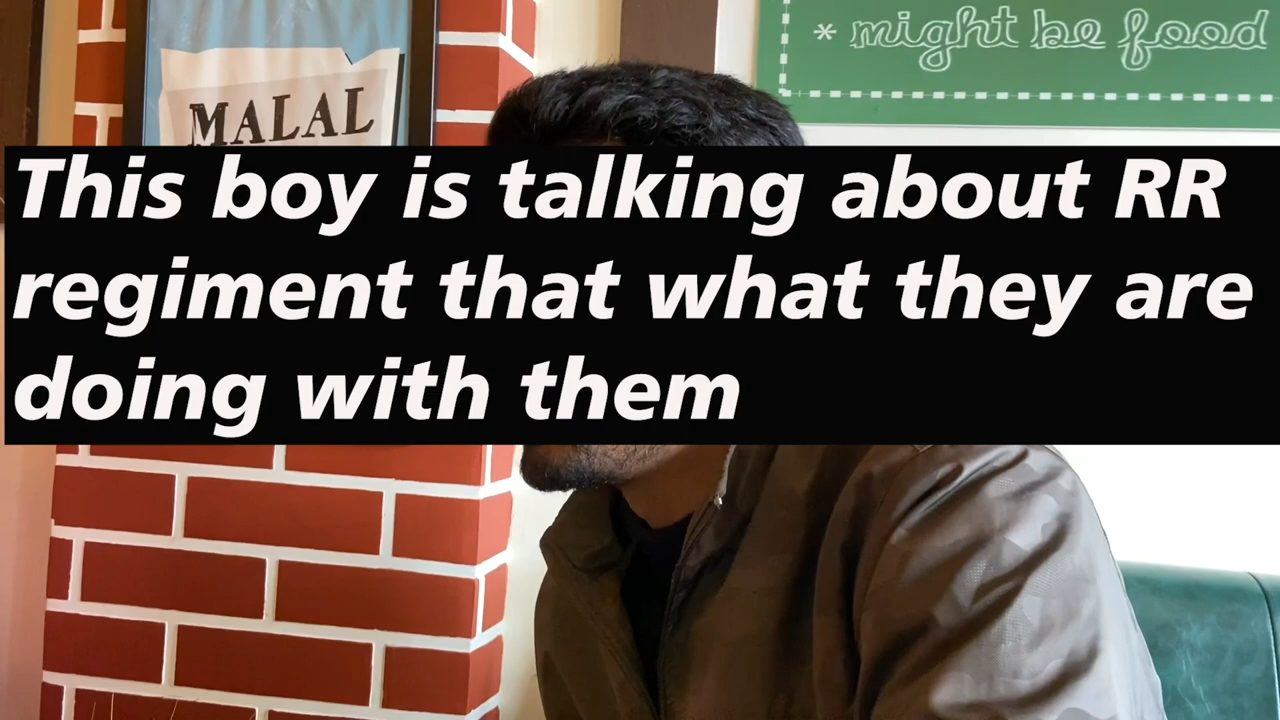 * might be food
MALAL
This boy is talking about RR
regiment that what they are
doing with them